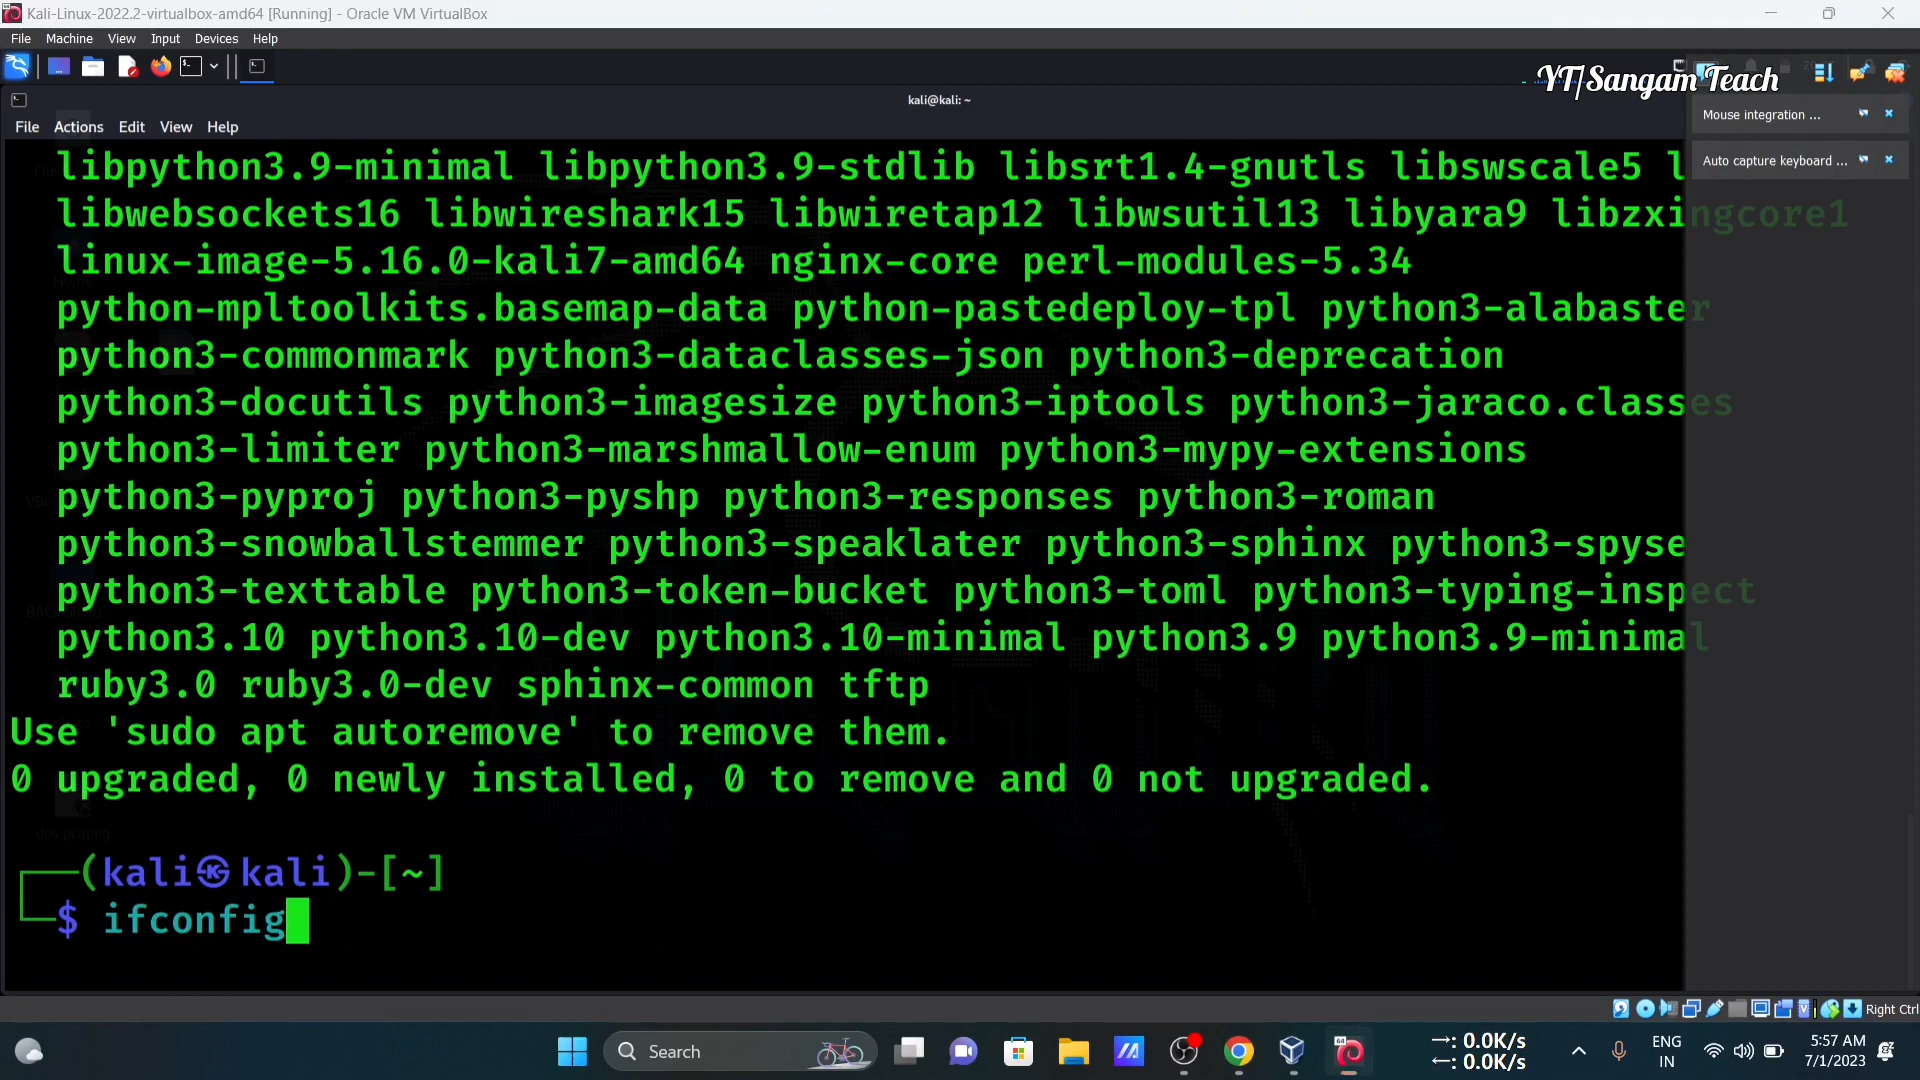 Kali-Linux-2022.2-virtualbox-amd64 [Running] - Oracle VM VirtualBox
File Machine View Input Devices Help
YT|Sangam Teach
kali@kali: ~
Mouse integration ...
File Actions Edit View Help
Auto capture keyboard ...
libpython3.9-minimal libpython3.9-stdlib libsrt1.4-gnutls libswscale5 l
libwebsockets16 libwireshark15 libwiretap12 libwsutil13 libyara9 libzxingcore1
linux-image-5.16.0-kali7-amd64 nginx-core perl-modules-5.34
python-mpltoolkits.basemap-data python-pastedeploy-tpl python3-alabaster
python3-commonmark python3-dataclasses-json python3-deprecation
python3-docutils python3-imagesize python3-iptools python3-jaraco.classes
python3-limiter python3-marshmallow-enum python3-mypy-extensions
python3-pyproj python3-pyshp python3-responses python3-roman
python3-snowballstemmer python3-speaklater python3-sphinx python3-spyse
python3-texttable python3-token-bucket python3-toml python3-typing-inspect
python3.10 python3.10-dev python3.10-minimal python3.9 python3.9-minimal
ruby3.0 ruby3.0-dev sphinx-common tftp
Use 'sudo apt autoremove' to remove them.
0 upgraded, 0 newly installed, 0 to remove and 0 not upgraded.
dos.pcapng
┌──(kali㉿kali)-[~]
└─$ ifconfig
Right Ctrl
Search
→: 0.0K/s
←: 0.0K/s
ENG
IN
5:57 AM
7/1/2023